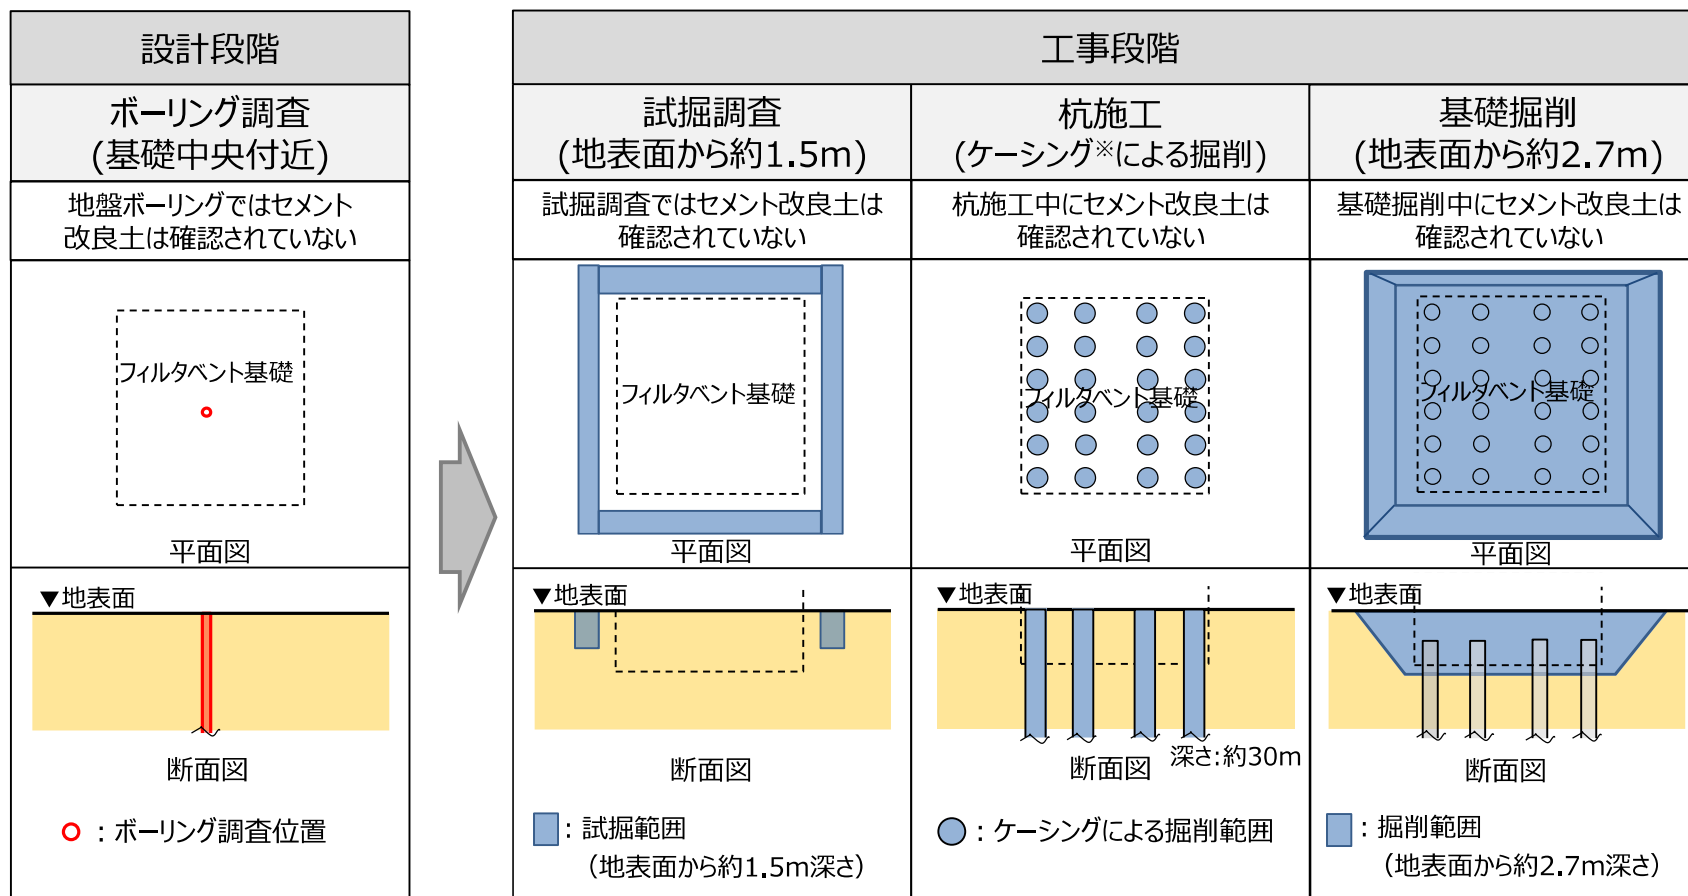 設計段階
ボーリング調査
(基礎中央付近)
地盤ボーリングではセメント
改良土は確認されていない
フィルタベント基礎
平面図
▼地表面
断面図
：ボーリング調査位置
工事段階
試掘調査
(地表面から約1.5m)
試掘調査ではセメント改良土は
確認されていない
フィルタベント基礎
平面図
▼地表面
断面図
：試掘範囲
（地表面から約1.5m深さ）
杭施工
(ケーシング※による掘削)
杭施工中にセメント改良土は
確認されていない
フィルタベント基礎
平面図
▼地表面
深さ:約30m
断面図
：ケーシングによる掘削範囲
基礎掘削
(地表面から約2.7m)
基礎掘削中にセメント改良土は
確認されていない
フィルタベント基礎
平面図
▼地表面
断面図
：掘削範囲
（地表面から約2.7m深さ）